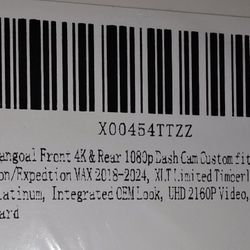 X00454TTZZ
angoal Front 4K & Rear 1080p Dash Cam Custom fit
on/Expedition MAX 2018-2024, XLT Limited Timberl
latinum, Integrated OEM Look, UHD 2160P Video,
ard